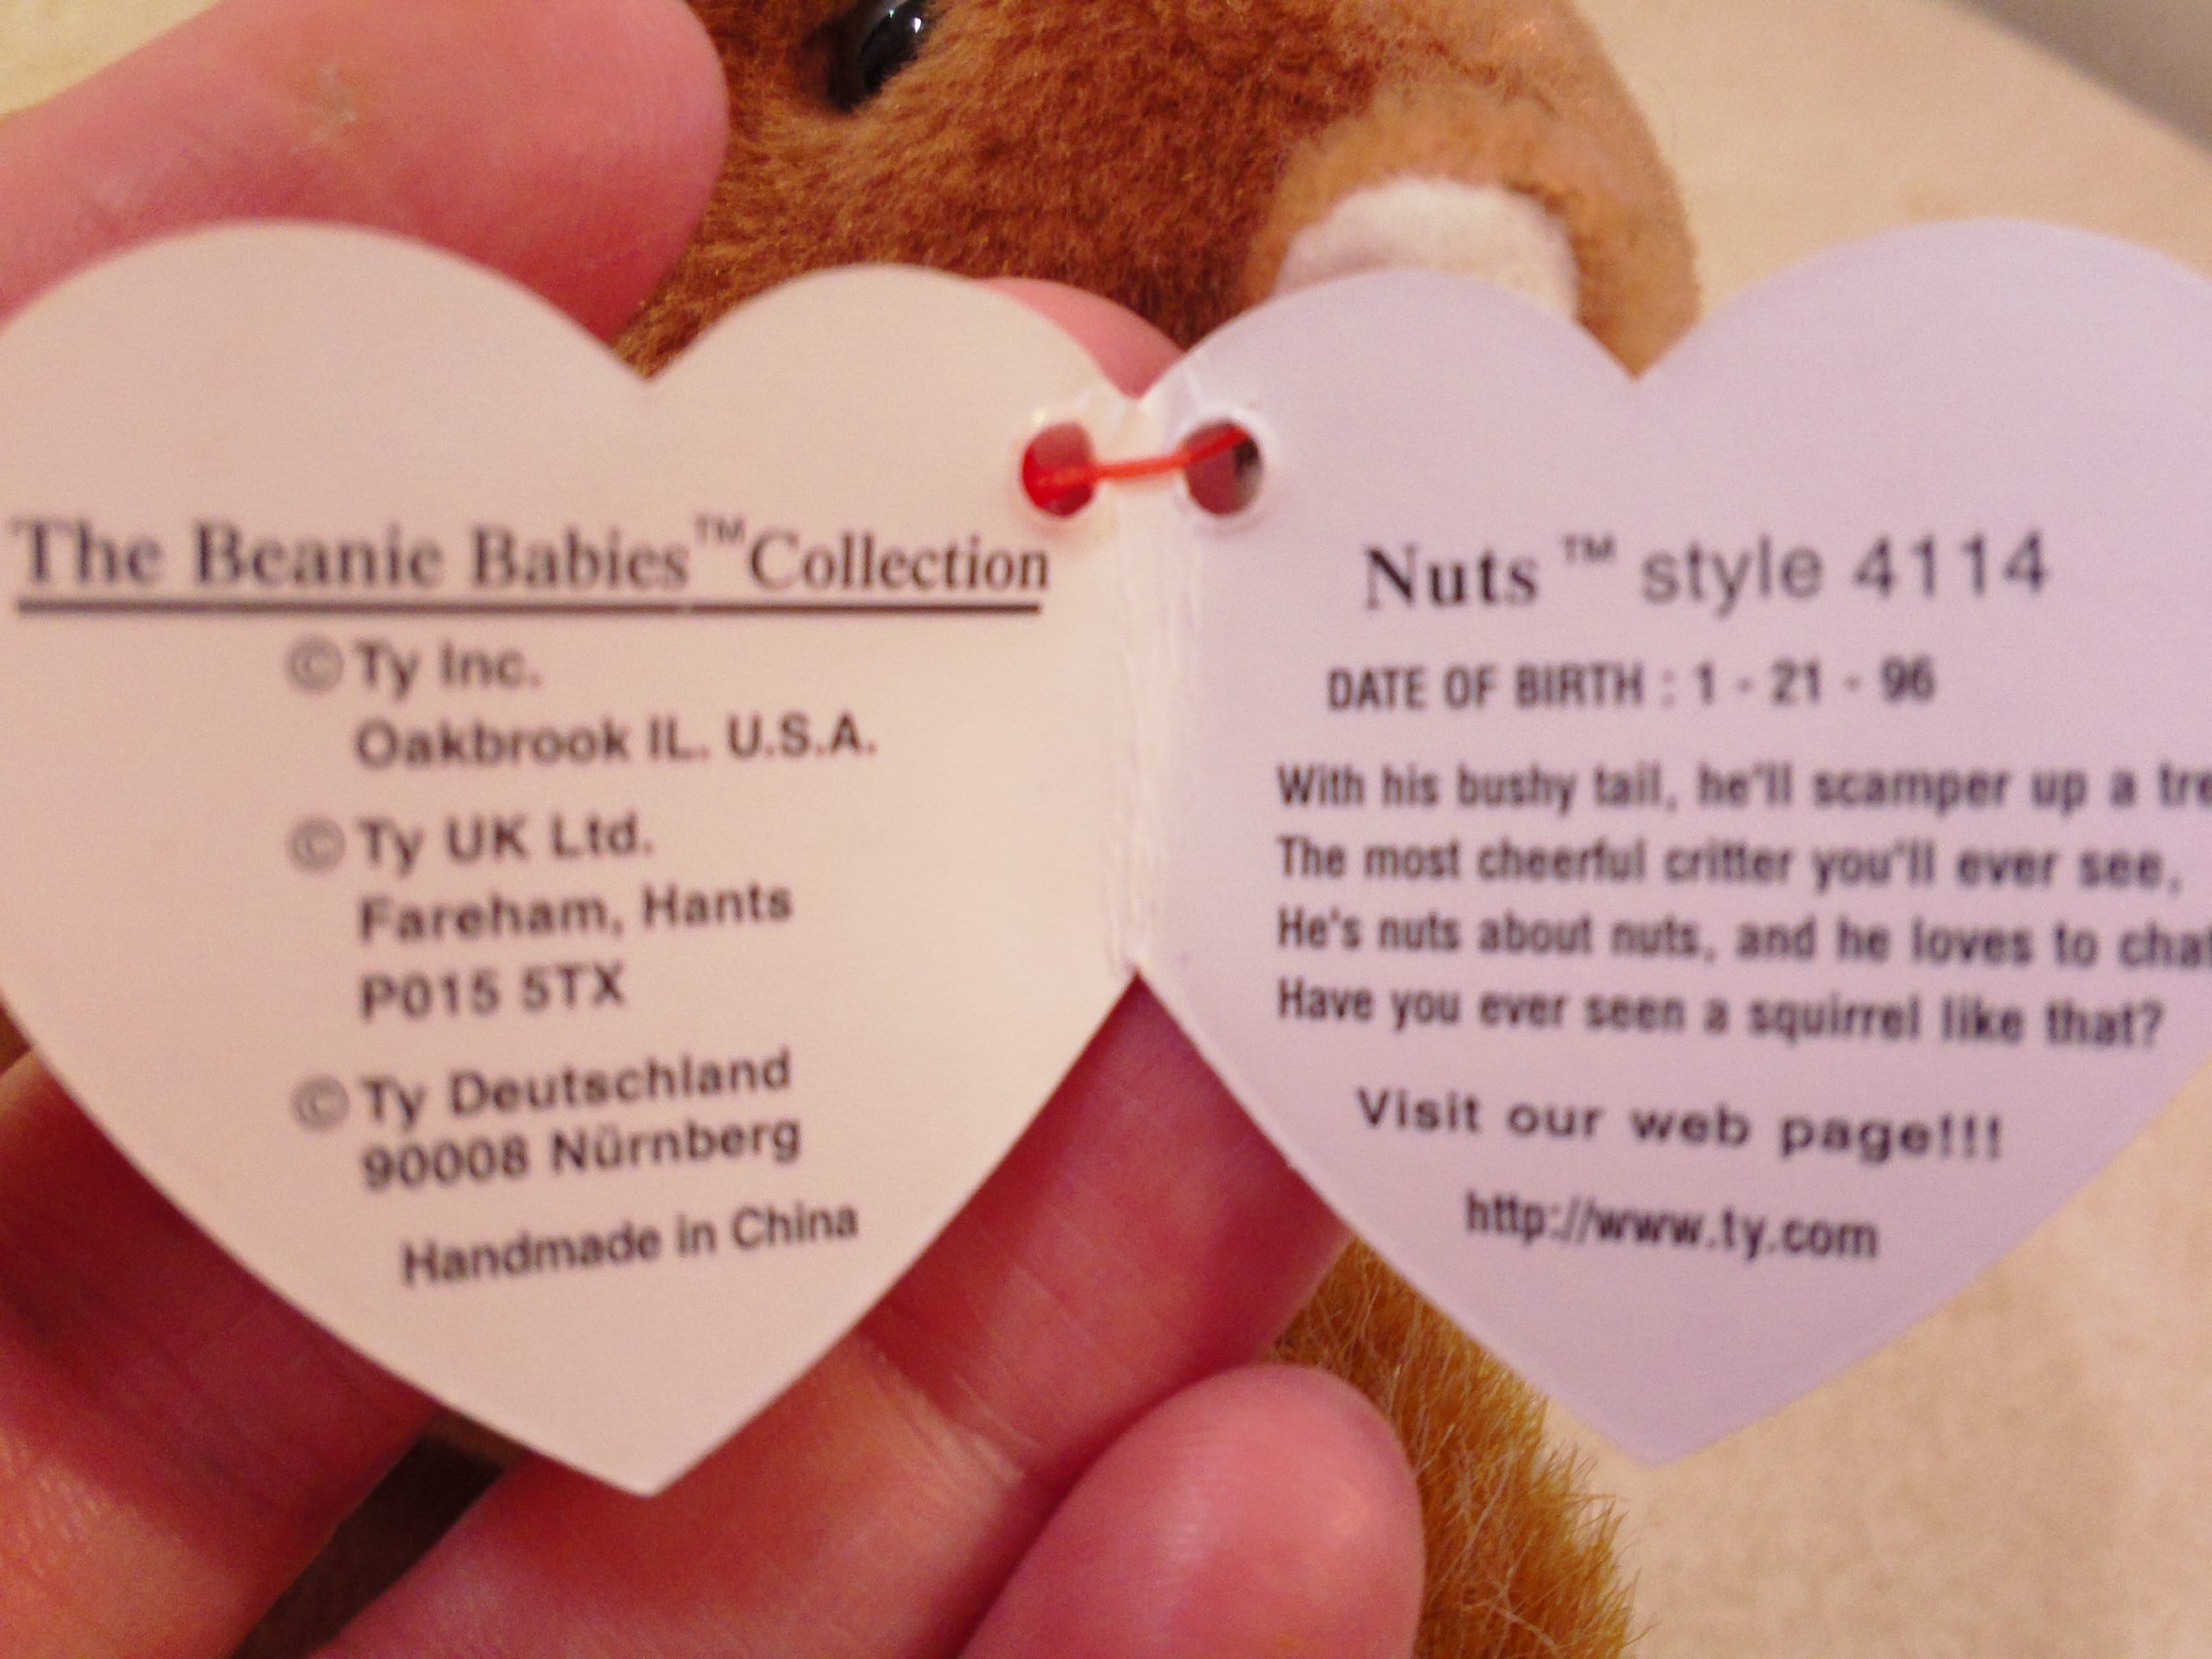 The Beanie Babies™Collection
© Ty Inc.
Oakbrook IL. U.S.A.
© Ty UK Ltd.
Fareham, Hants
P015 5TX
© Ty Deutschland
90008 Nürnberg
Handmade in China
Nuts ™ style 4114
DATE OF BIRTH : 1 - 21 - 96
With his bushy tail, he'll scamper up a
The most cheerful critter you'll ever see,
He's nuts about nuts, and he loves to
Have you ever seen a squirrel like that?
Visit our web page!!!
http://www.ty.com